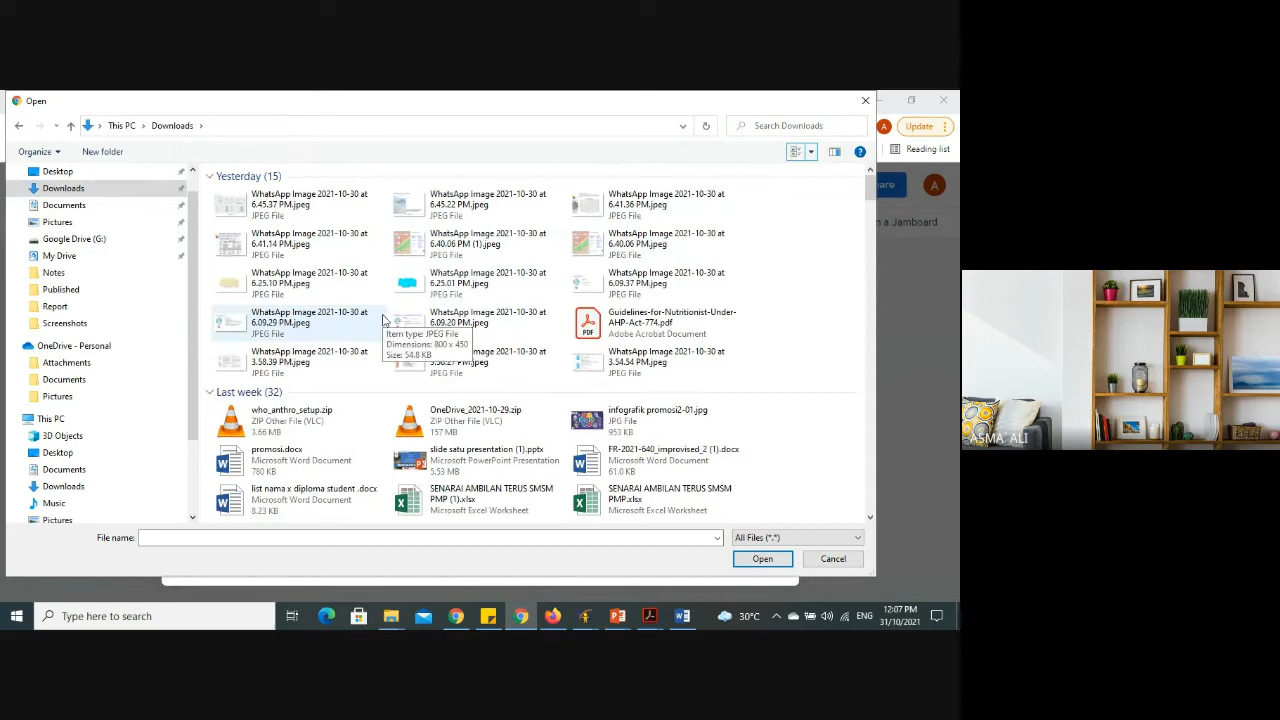 Open
This PC > Downloads >
Search Downloads
Update
Organize
New folder
Reading list
Desktop
Downloads
Documents
Pictures
Google Drive (G:)
My Drive
Notes
Published
Report
Screenshots
OneDrive - Personal
Attachments
Documents
Pictures
This PC
3D Objects
Desktop
Documents
Downloads
Music
Pictures
Yesterday (15)
WhatsApp Image 2021-10-30 at
6.45.37 PM.jpeg
JPEG File
WhatsApp Image 2021-10-30 at
6.45.22 PM.jpeg
JPEG File
WhatsApp Image 2021-10-30 at
6.41.36 PM.jpeg
JPEG File
WhatsApp Image 2021-10-30 at
6.41.14 PM.jpeg
JPEG File
WhatsApp Image 2021-10-30 at
6.40.06 PM (1).jpeg
JPEG File
WhatsApp Image 2021-10-30 at
6.40.06 PM.jpeg
JPEG File
WhatsApp Image 2021-10-30 at
6.25.10 PM.jpeg
JPEG File
WhatsApp Image 2021-10-30 at
6.25.01 PM.jpeg
JPEG File
WhatsApp Image 2021-10-30 at
6.09.37 PM.jpeg
JPEG File
WhatsApp Image 2021-10-30 at
6.09.29 PM.jpeg
JPEG File
WhatsApp Image 2021-10-30 at
6.09.20 PM.jpeg
Guidelines-for-Nutritionist-Under-
AHP-Act-774.pdf
Adobe Acrobat Document
Item type: JPEG File
Dimensions: 800 x 450
Size: 54.8 KB
WhatsApp Image 2021-10-30 at
3.58.39 PM.jpeg
JPEG File
Image 2021-10-30 at
PM.jpeg
JPEG File
WhatsApp Image 2021-10-30 at
3.54.54 PM.jpeg
JPEG File
Last week (32)
who_anthro_setup.zip
ZIP Other File (VLC)
3.66 MB
OneDrive_2021-10-29.zip
ZIP Other File (VLC)
157 MB
infografik promosi2-01.jpg
JPG File
953 KB
promosi.docx
Microsoft Word Document
780 KB
slide satu presentation (1).pptx
Microsoft PowerPoint Presentation
5.53 MB
FR-2021-640_improvised_2 (1).docx
Microsoft Word Document
61.0 KB
list nama x diploma student .docx
Microsoft Word Document
8.23 KB
SENARAI AMBILAN TERUS SMSM
PMP (1).xlsx
Microsoft Excel Worksheet
SENARAI AMBILAN TERUS SMSM
PMP.xlsx
Microsoft Excel Worksheet
A
are
A
n a Jamboard
File name:
All Files (*.*)
Open
Cancel
ASMA' ALI
Type here to search
30°C
ENG
12:07 PM
31/10/2021